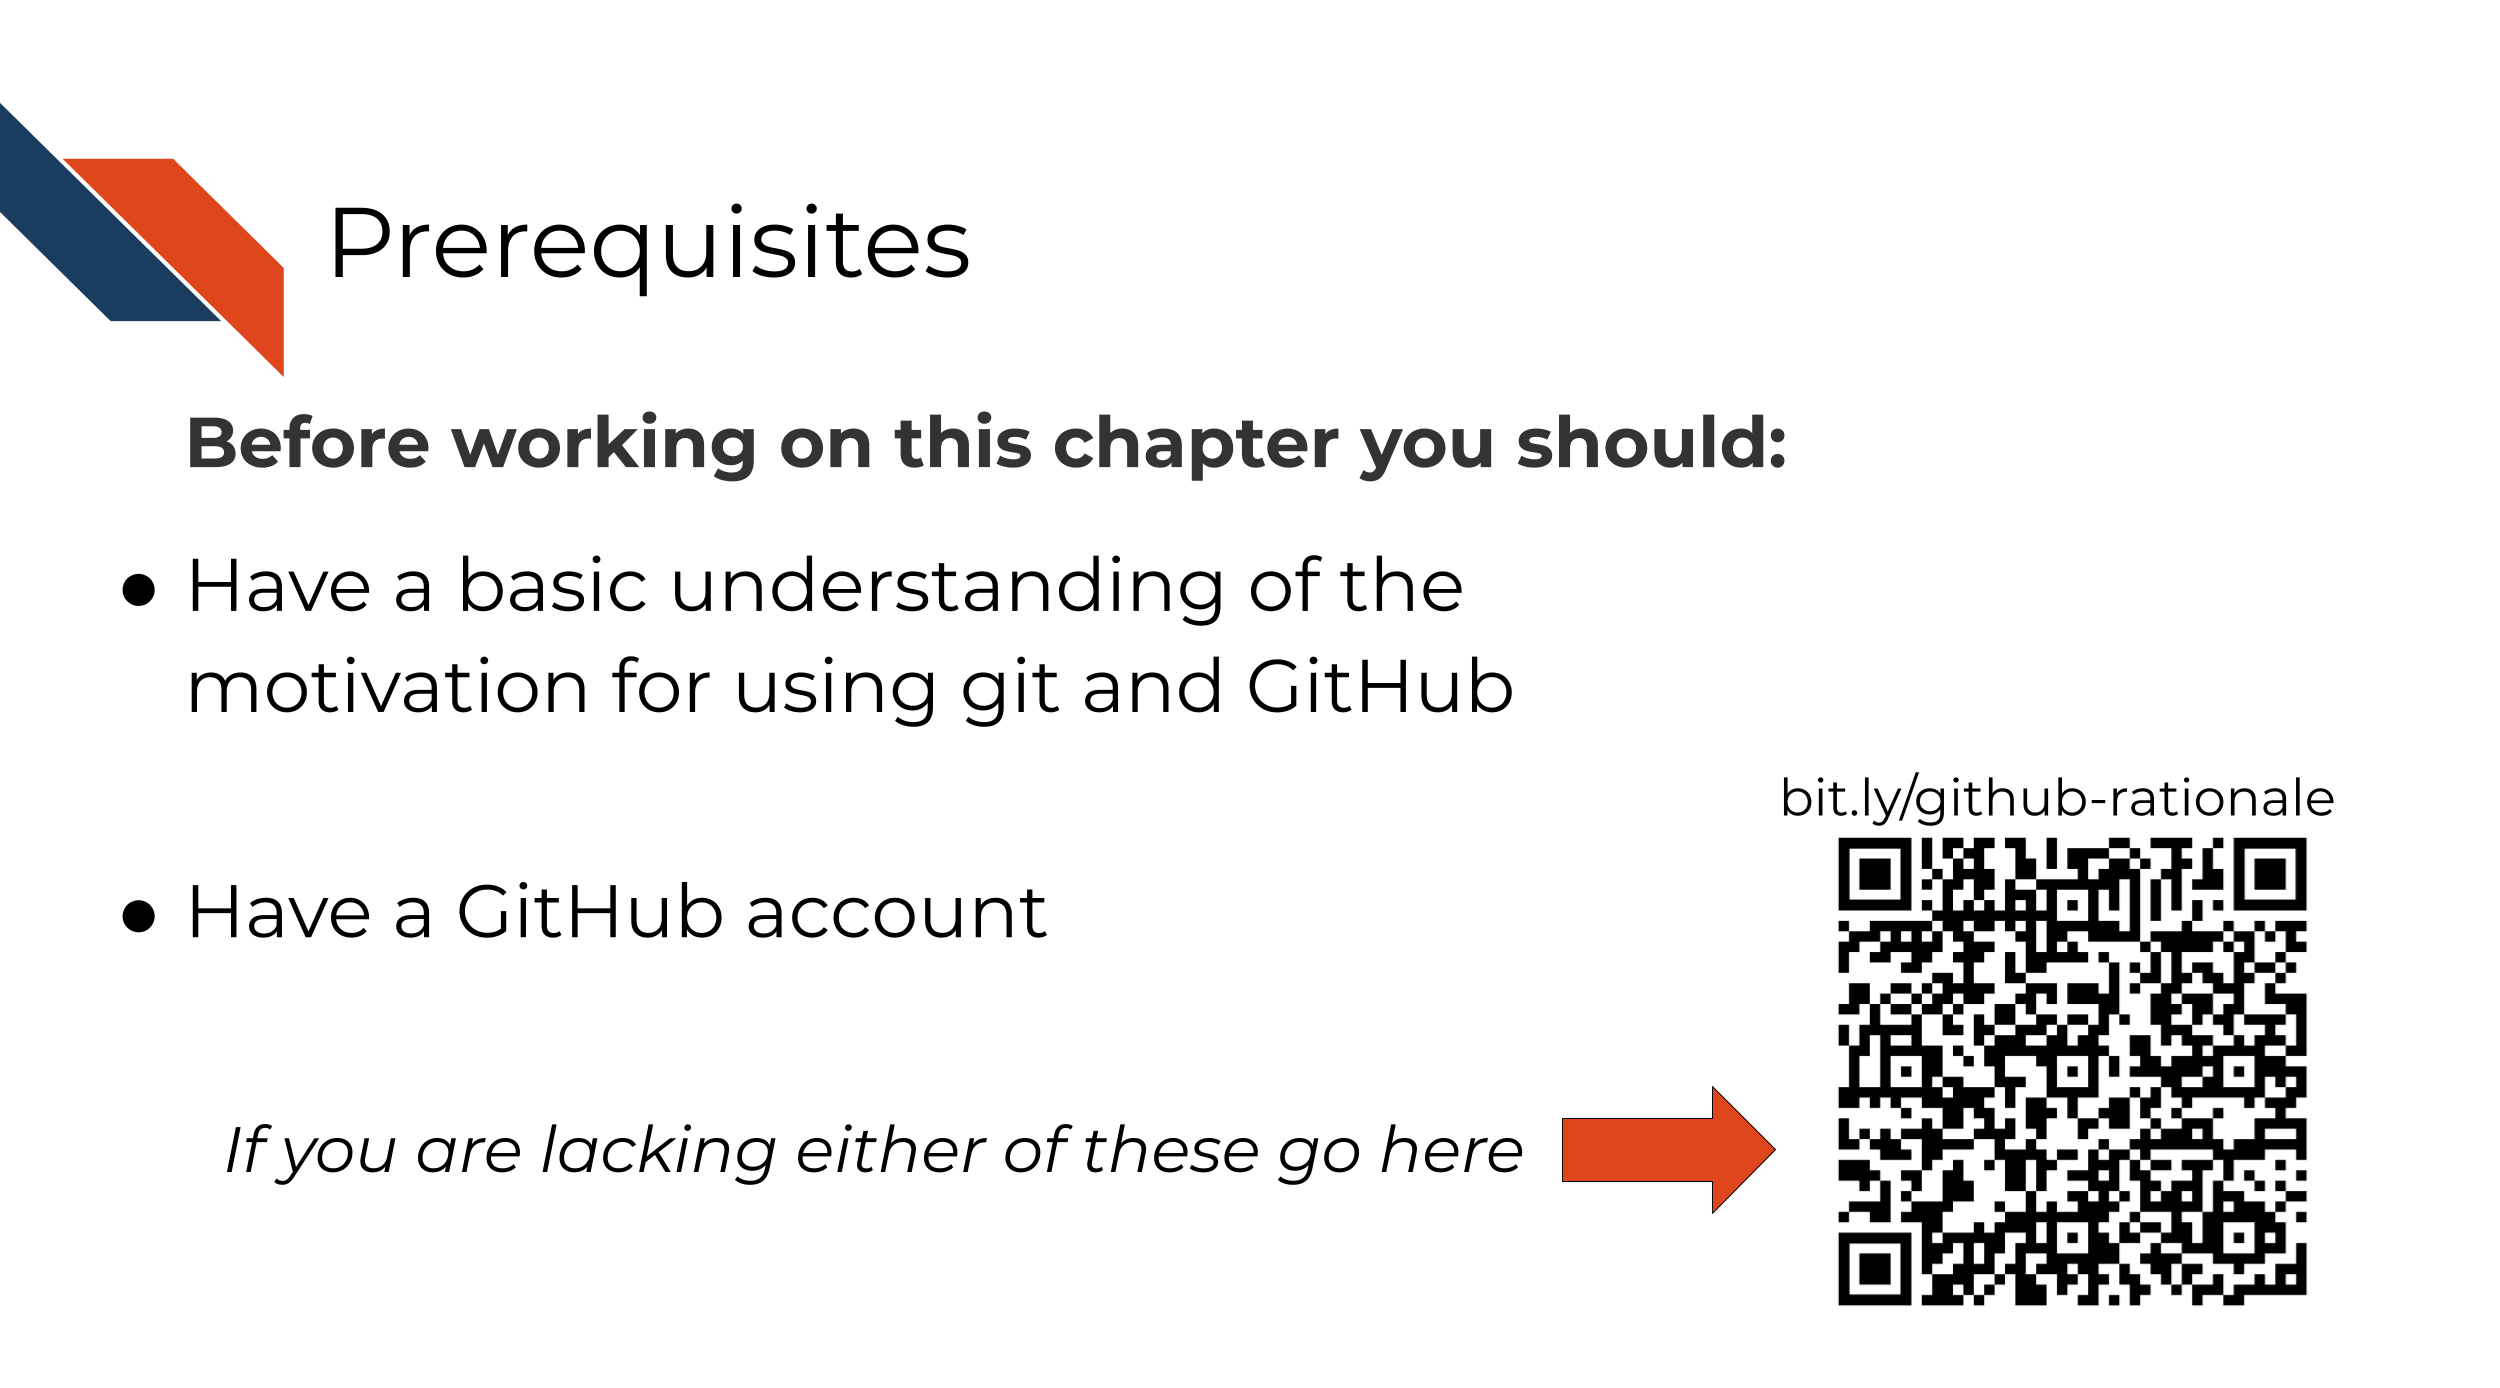 Prerequisites
Before working on this chapter you should:
● Have a basic understanding of the
motivation for using git and GitHub
● Have a GitHub account
bit.ly/github-rationale
If you are lacking either of these go here